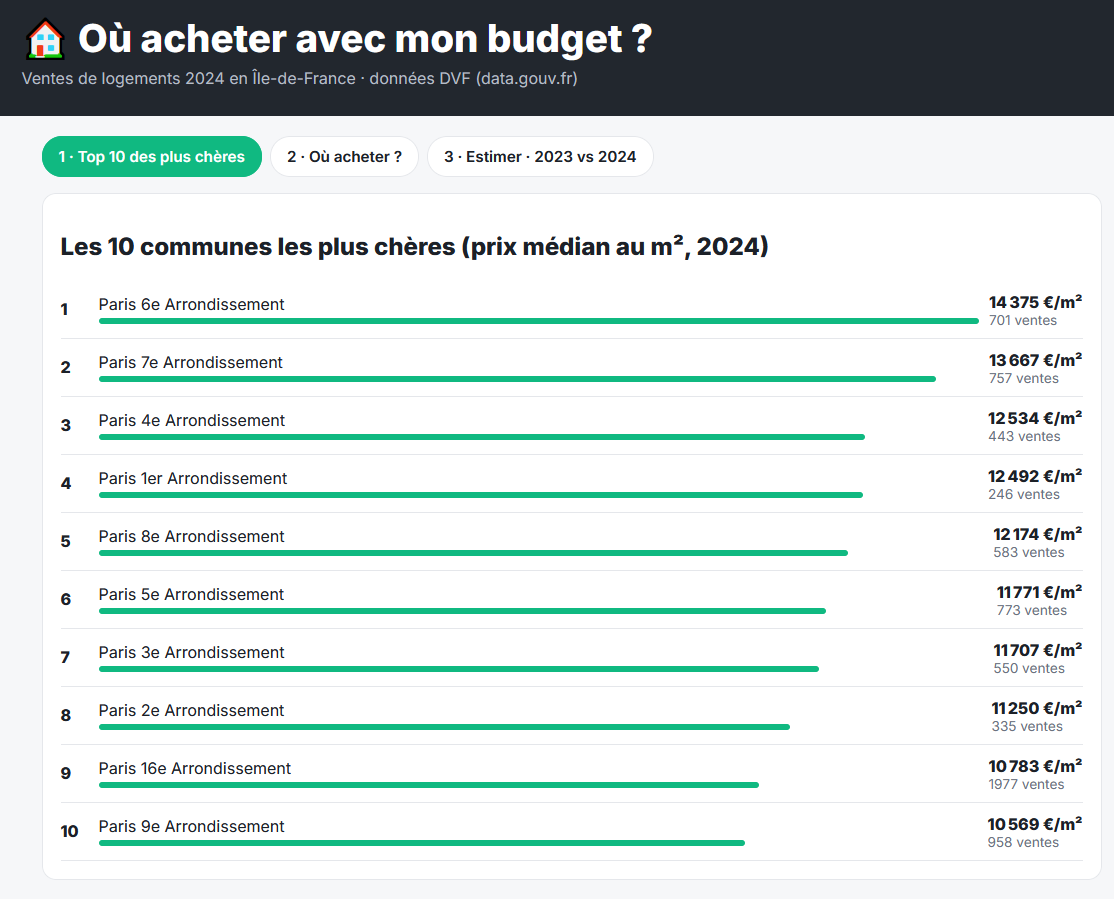 Où acheter avec mon budget ?
Ventes de logements 2024 en Île-de-France · données DVF (data.gouv.fr)
1 · Top 10 des plus chères
2 · Où acheter ?
3 · Estimer · 2023 vs 2024
Les 10 communes les plus chères (prix médian au m², 2024)
1 Paris 6e Arrondissement 14 375 €/m²
701 ventes
2 Paris 7e Arrondissement 13 667 €/m²
757 ventes
3 Paris 4e Arrondissement 12 534 €/m²
443 ventes
4 Paris 1er Arrondissement 12 492 €/m²
246 ventes
5 Paris 8e Arrondissement 12 174 €/m²
583 ventes
6 Paris 5e Arrondissement 11 771 €/m²
773 ventes
7 Paris 3e Arrondissement 11 707 €/m²
550 ventes
8 Paris 2e Arrondissement 11 250 €/m²
335 ventes
9 Paris 16e Arrondissement 10 783 €/m²
1977 ventes
10 Paris 9e Arrondissement 10 569 €/m²
958 ventes